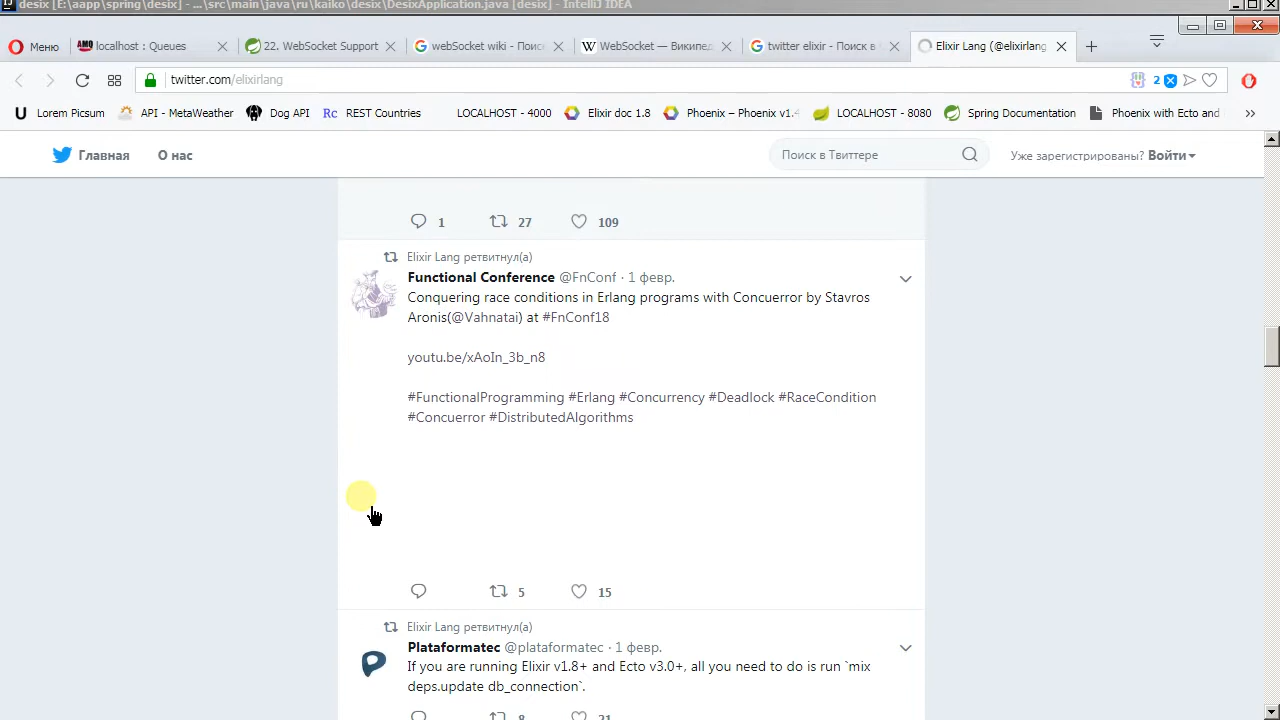 desix [E:\aapp\spring\desix] - ...\src\main\java\ru\kaiko\desix\DesixApplication.java [desix] - IntelliJ IDEA
Меню
AMQ localhost : Queues
22. WebSocket Support
webSocket wiki - Поис
W WebSocket — Википед
twitter elixir - Поиск в
Elixir Lang (@elixirlang
twitter.com/elixirlang
2
U Lorem Picsum
API - MetaWeather
Dog API
Rc REST Countries
LOCALHOST - 4000
Elixir doc 1.8
Phoenix – Phoenix v1.4
LOCALHOST - 8080
Spring Documentation
Phoenix with Ecto and
Главная О нас
Поиск в Твиттере
Уже зарегистрированы? Войти
1 27 109
Elixir Lang ретвитнул(а)
Functional Conference @FnConf · 1 февр.
Conquering race conditions in Erlang programs with Concuerror by Stavros
Aronis(@Vahnatai) at #FnConf18
youtu.be/xAoIn_3b_n8
#FunctionalProgramming #Erlang #Concurrency #Deadlock #RaceCondition
#Concuerror #DistributedAlgorithms
5 15
Elixir Lang ретвитнул(а)
Plataformatec @plataformatec · 1 февр.
If you are running Elixir v1.8+ and Ecto v3.0+, all you need to do is run `mix
deps.update db_connection`.
8 21